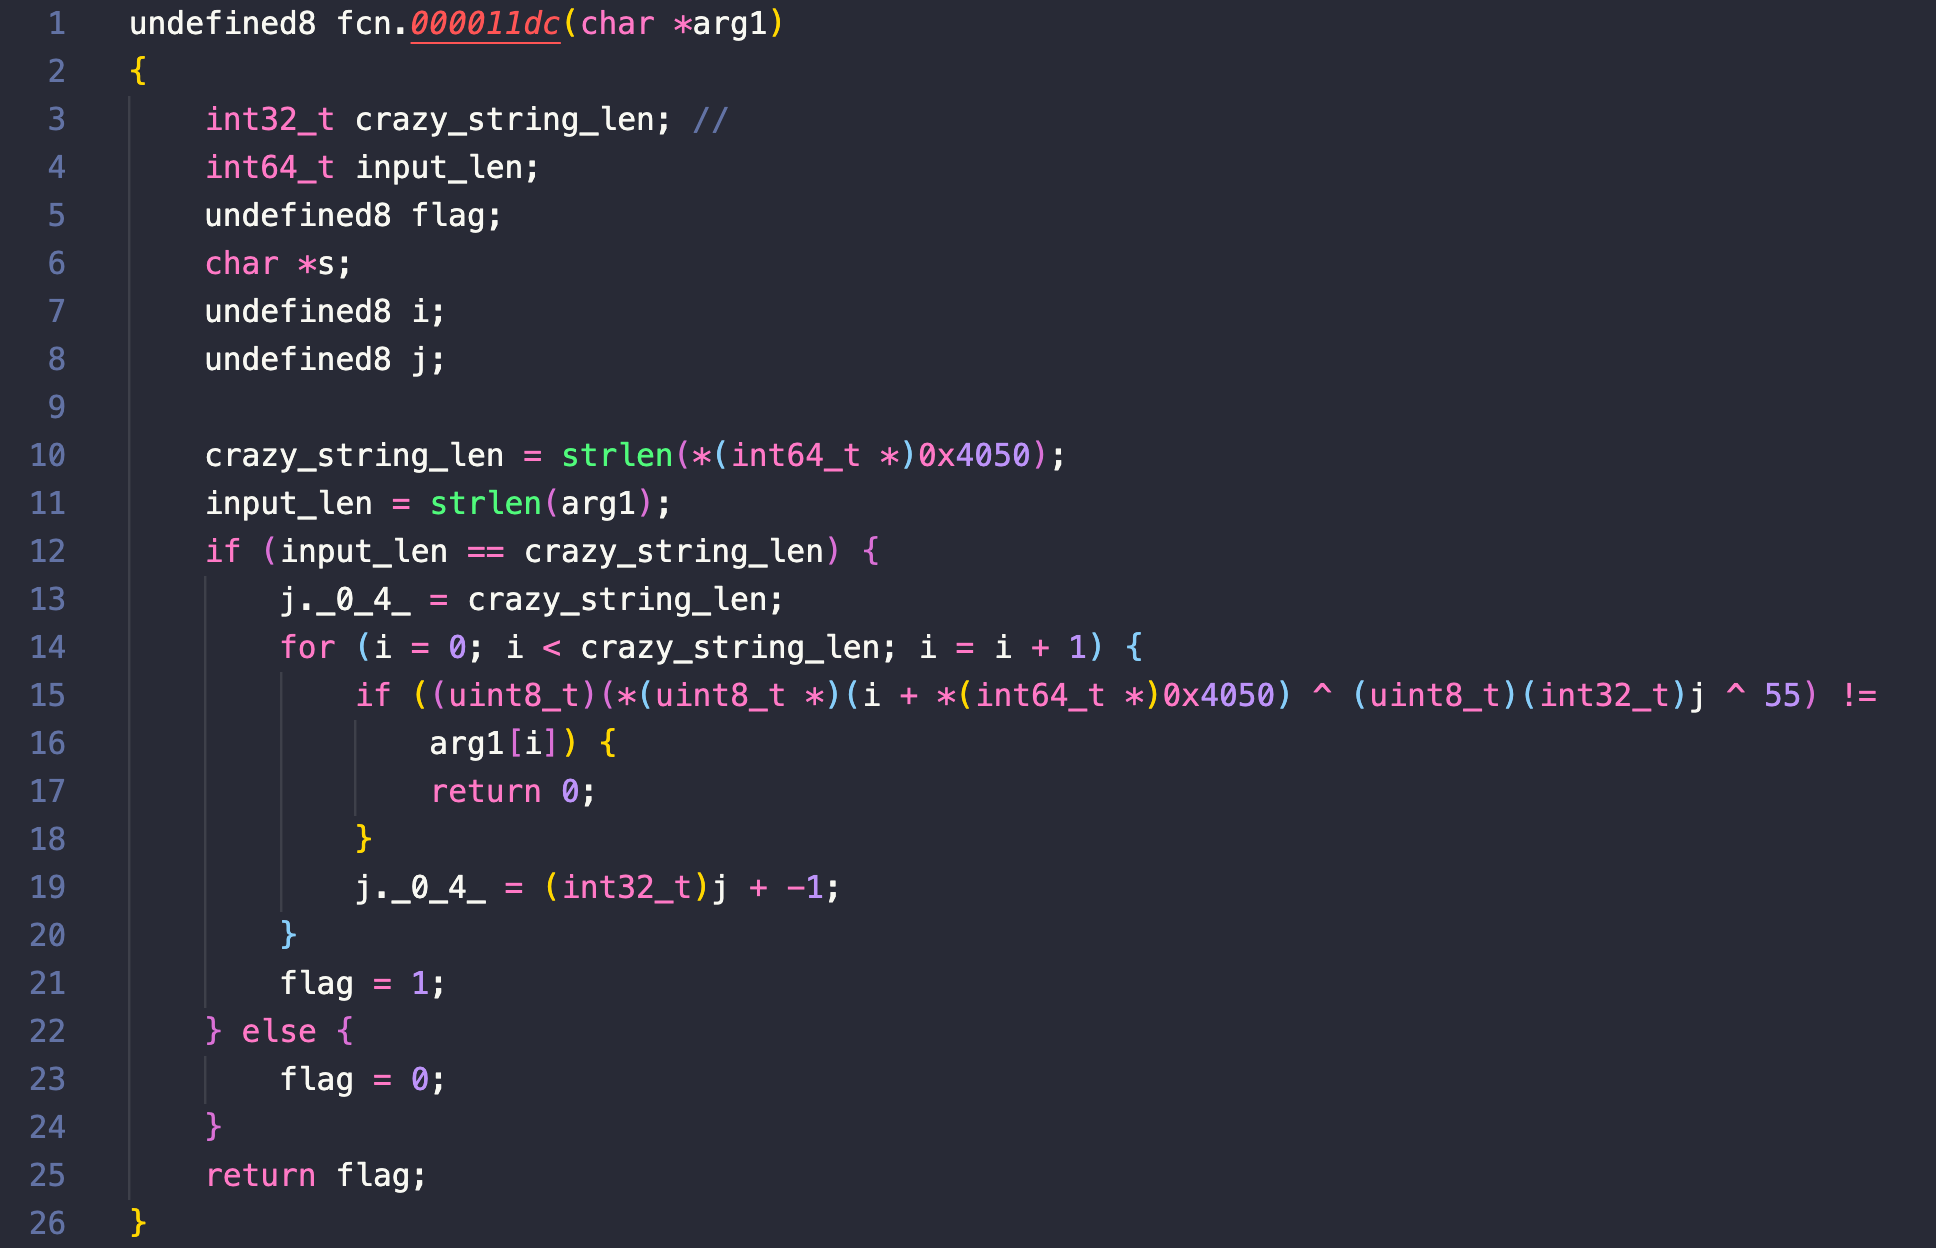 1 undefined8 fcn.000011dc(char *arg1)
2 {
3 int32_t crazy_string_len; //
4 int64_t input_len;
5 undefined8 flag;
6 char *s;
7 undefined8 i;
8 undefined8 j;
9
10 crazy_string_len = strlen(*(int64_t *)0x4050);
11 input_len = strlen(arg1);
12 if (input_len == crazy_string_len) {
13 j._0_4_ = crazy_string_len;
14 for (i = 0; i < crazy_string_len; i = i + 1) {
15 if ((uint8_t)(*(uint8_t *)(i + *(int64_t *)0x4050) ^ (uint8_t)(int32_t)j ^ 55) !=
16 arg1[i]) {
17 return 0;
18 }
19 j._0_4_ = (int32_t)j + -1;
20 }
21 flag = 1;
22 } else {
23 flag = 0;
24 }
25 return flag;
26 }